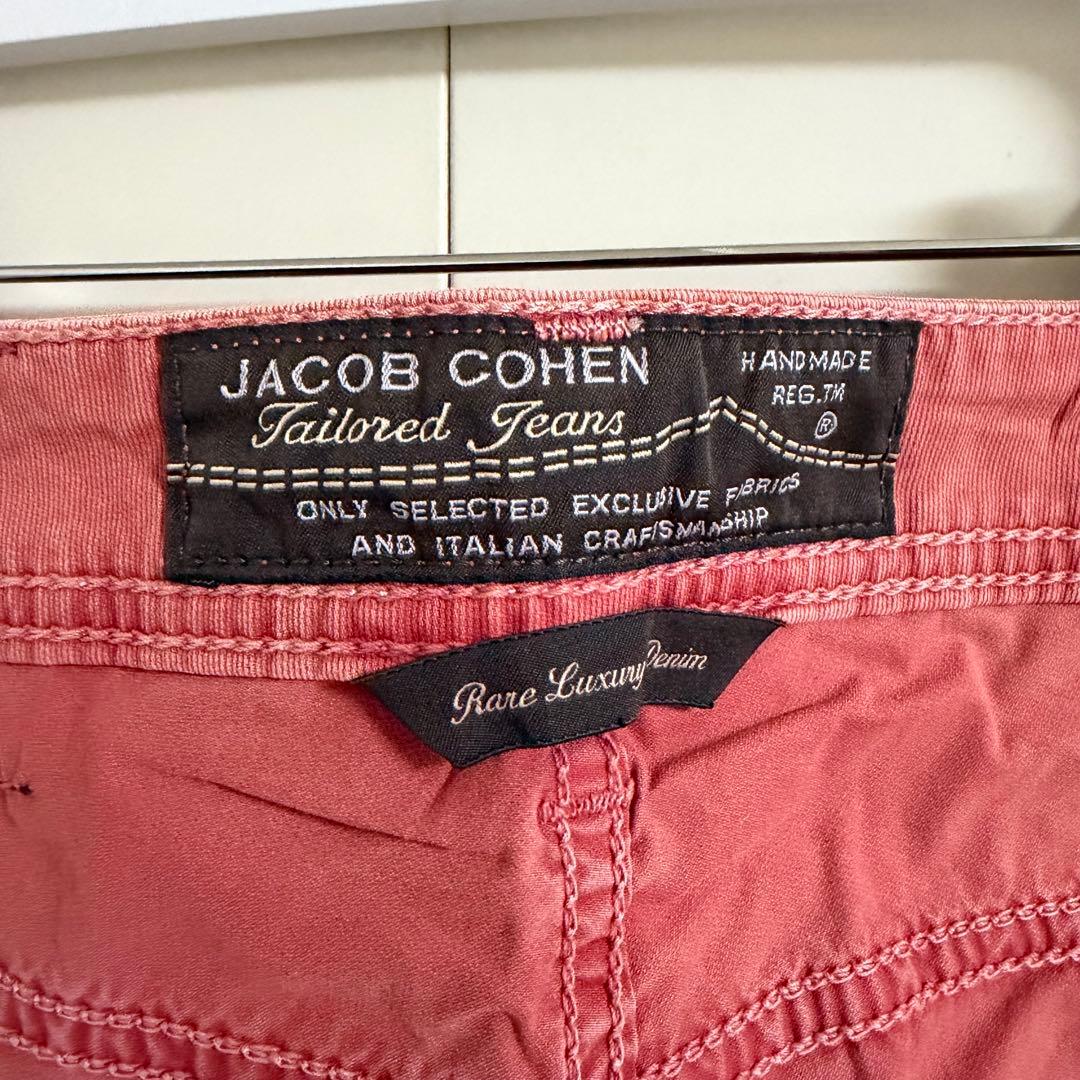 JACOB COHEN
Tailored Jeans
HANDMADE
REG.TM
®
ONLY SELECTED EXCLUSIVE FABRICS
AND ITALIAN CRAFTSMANSHIP
Rare Luxury Denim